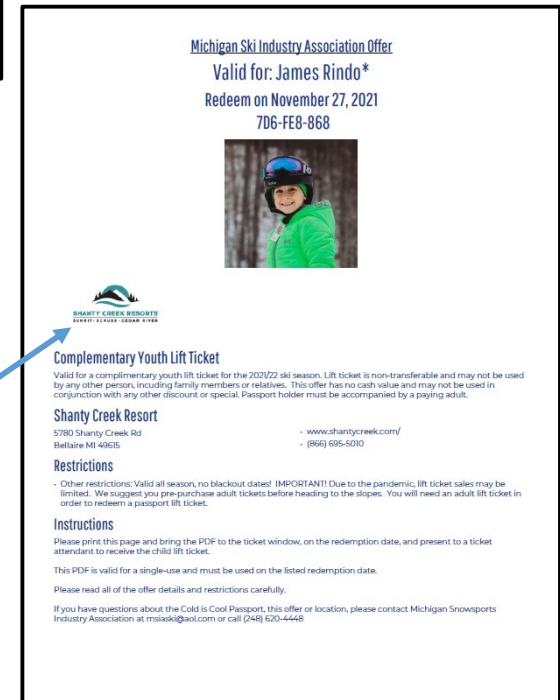 Michigan Ski Industry Association Offer
Valid for: James Rindo*
Redeem on November 27, 2021
7D6-FE8-868
SHANTY CREEK RESORTS
SUMMIT • SCHUSS • CEDAR RIVER
Complementary Youth Lift Ticket
Valid for a complimentary youth lift ticket for the 2021/22 ski season. Lift ticket is non-transferable and may not be used
by any other person, incuding family members or relatives. This offer has no cash value and may not be used in
conjunction with any other discount or special. Passport holder must be accompanied by a paying adult.
Shanty Creek Resort
5780 Shanty Creek Rd
Bellaire MI 49615
- www.shantycreek.com/
- (866) 695-5010
Restrictions
- Other restrictions: Valid all season, no blackout dates! IMPORTANT! Due to the pandemic, lift ticket sales may be
limited. We suggest you pre-purchase adult tickets before heading to the slopes. You will need an adult lift ticket in
order to redeem a passport lift ticket.
Instructions
Please print this page and bring the PDF to the ticket window, on the redemption date, and present to a ticket
attendant to receive the child lift ticket.
This PDF is valid for a single-use and must be used on the listed redemption date.
Please read all of the offer details and restrictions carefully.
If you have questions about the Cold is Cool Passport, this offer or location, please contact Michigan Snowsports
Industry Association at msiaski@aol.com or call (248) 620-4448